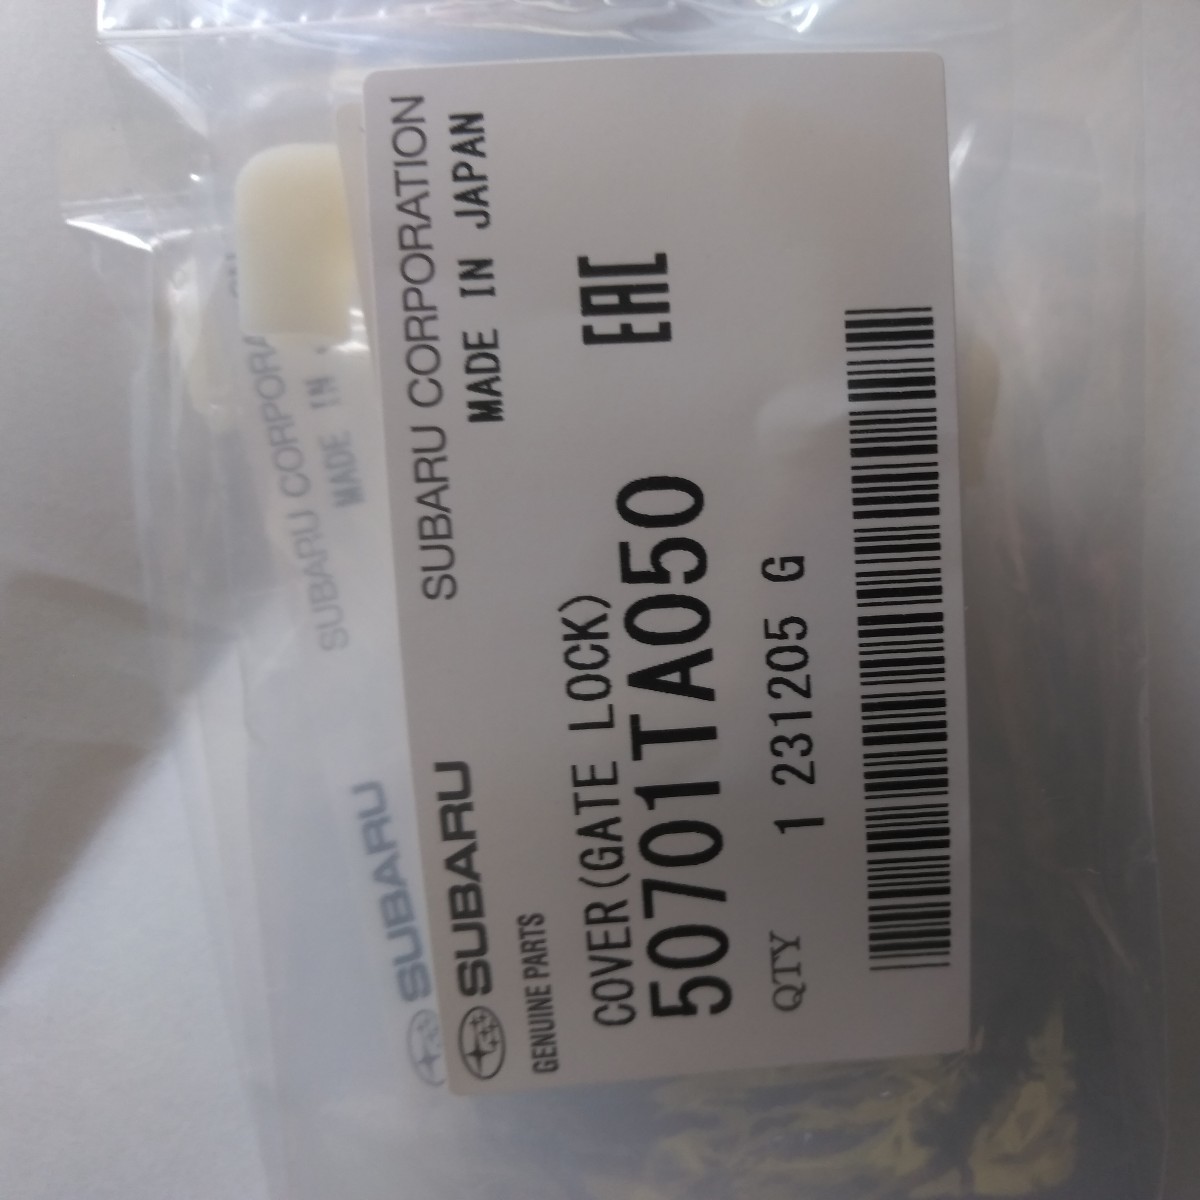 SUBARU SUBARU CORPORATION
GENUINE PARTS MADE IN JAPAN
COVER(GATE LOCK)
50701TA050 EAC
QTY 1 231205 G
SUBARU SUBARU CORPORA
MADE IN